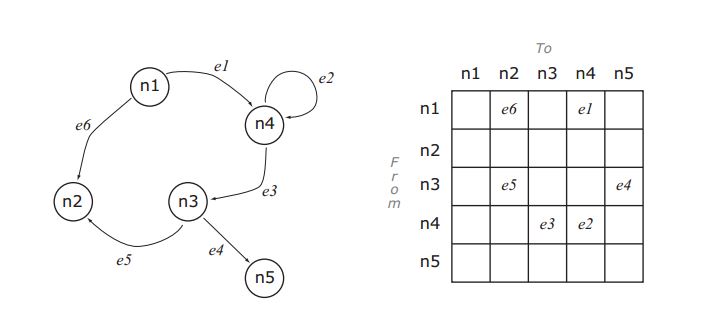 n1
e1
e2
n4
e6
e3
n2
n3
e4
e5
n5
To
n1 n2 n3 n4 n5
n1 e6 e1
n2
From
n3 e5 e4
n4 e3 e2
n5